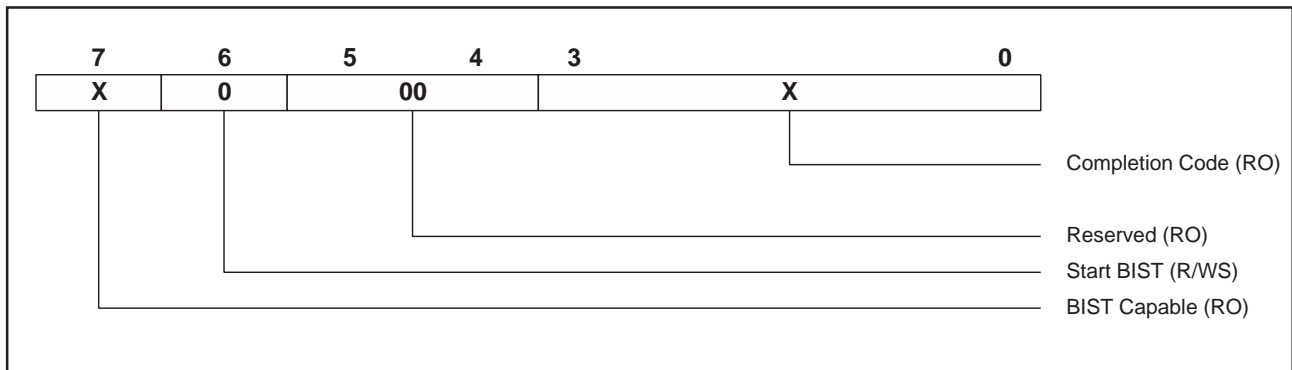 7 6 5 4 3 0
X 0 00 X
Completion Code (RO)
Reserved (RO)
Start BIST (R/WS)
BIST Capable (RO)